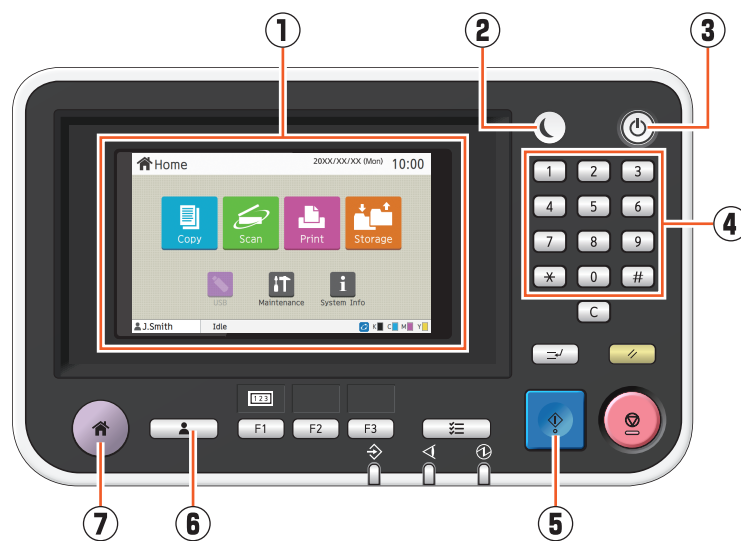 1
2
3
Home 20XX/XX/XX (Mon) 10:00
Copy Scan Print Storage
USB Maintenance System Info
J.Smith Idle K C M Y
1 2 3
4 5 6
7 8 9
* 0 #
4
C
123
F1 F2 F3
7
6
5